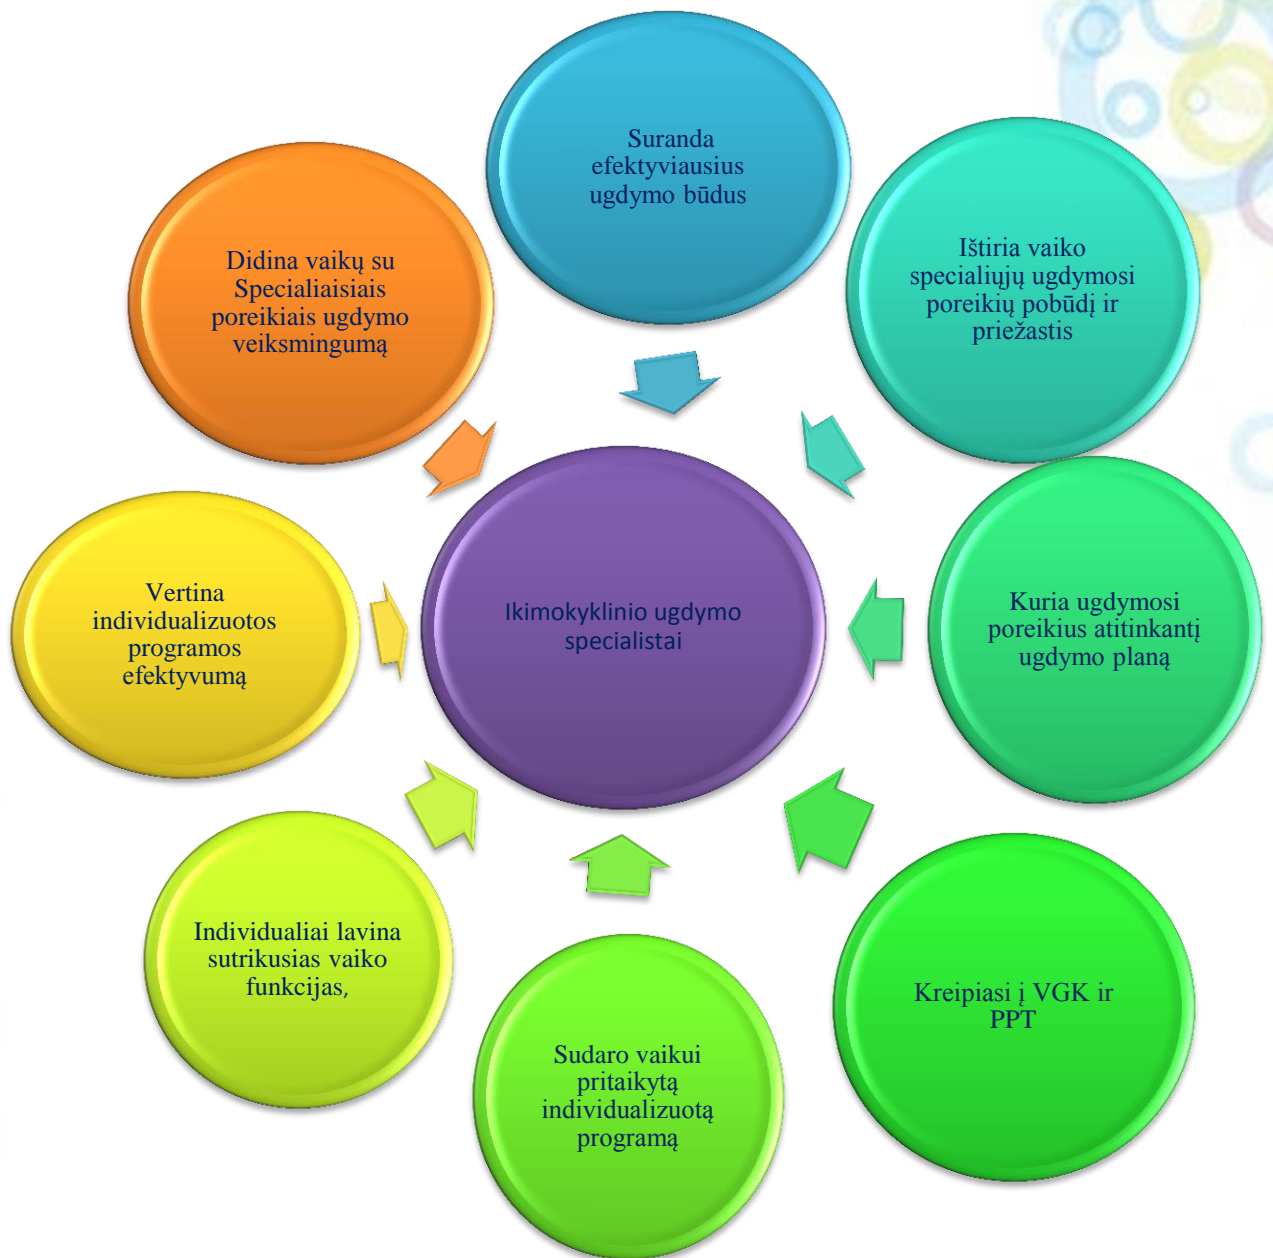 Suranda
efektyviausius
ugdymo būdus
Ištiria vaiko
specialiųjų ugdymosi
poreikių pobūdį ir
priežastis
Kuria ugdymosi
poreikius atitinkantį
ugdymo planą
Kreipiasi į VGK ir
PPT
Sudaro vaikui
pritaikytą
individualizuotą
programą
Individualiai lavina
sutrikusias vaiko
funkcijas,
Vertina
individualizuotos
programos
efektyvumą
Didina vaikų su
Specialiaisiais
poreikiais ugdymo
veiksmingumą
Ikimokyklinio ugdymo
specialistai